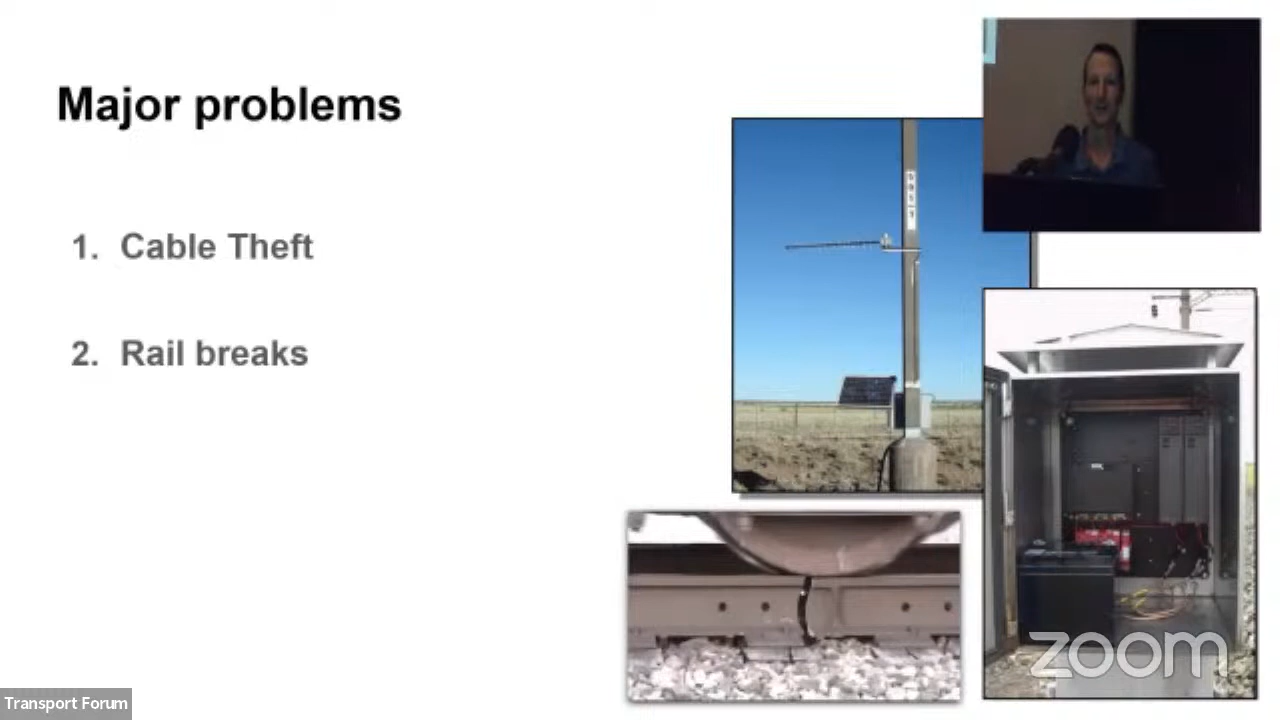 Major problems
1. Cable Theft
2. Rail breaks
zoom
Transport Forum